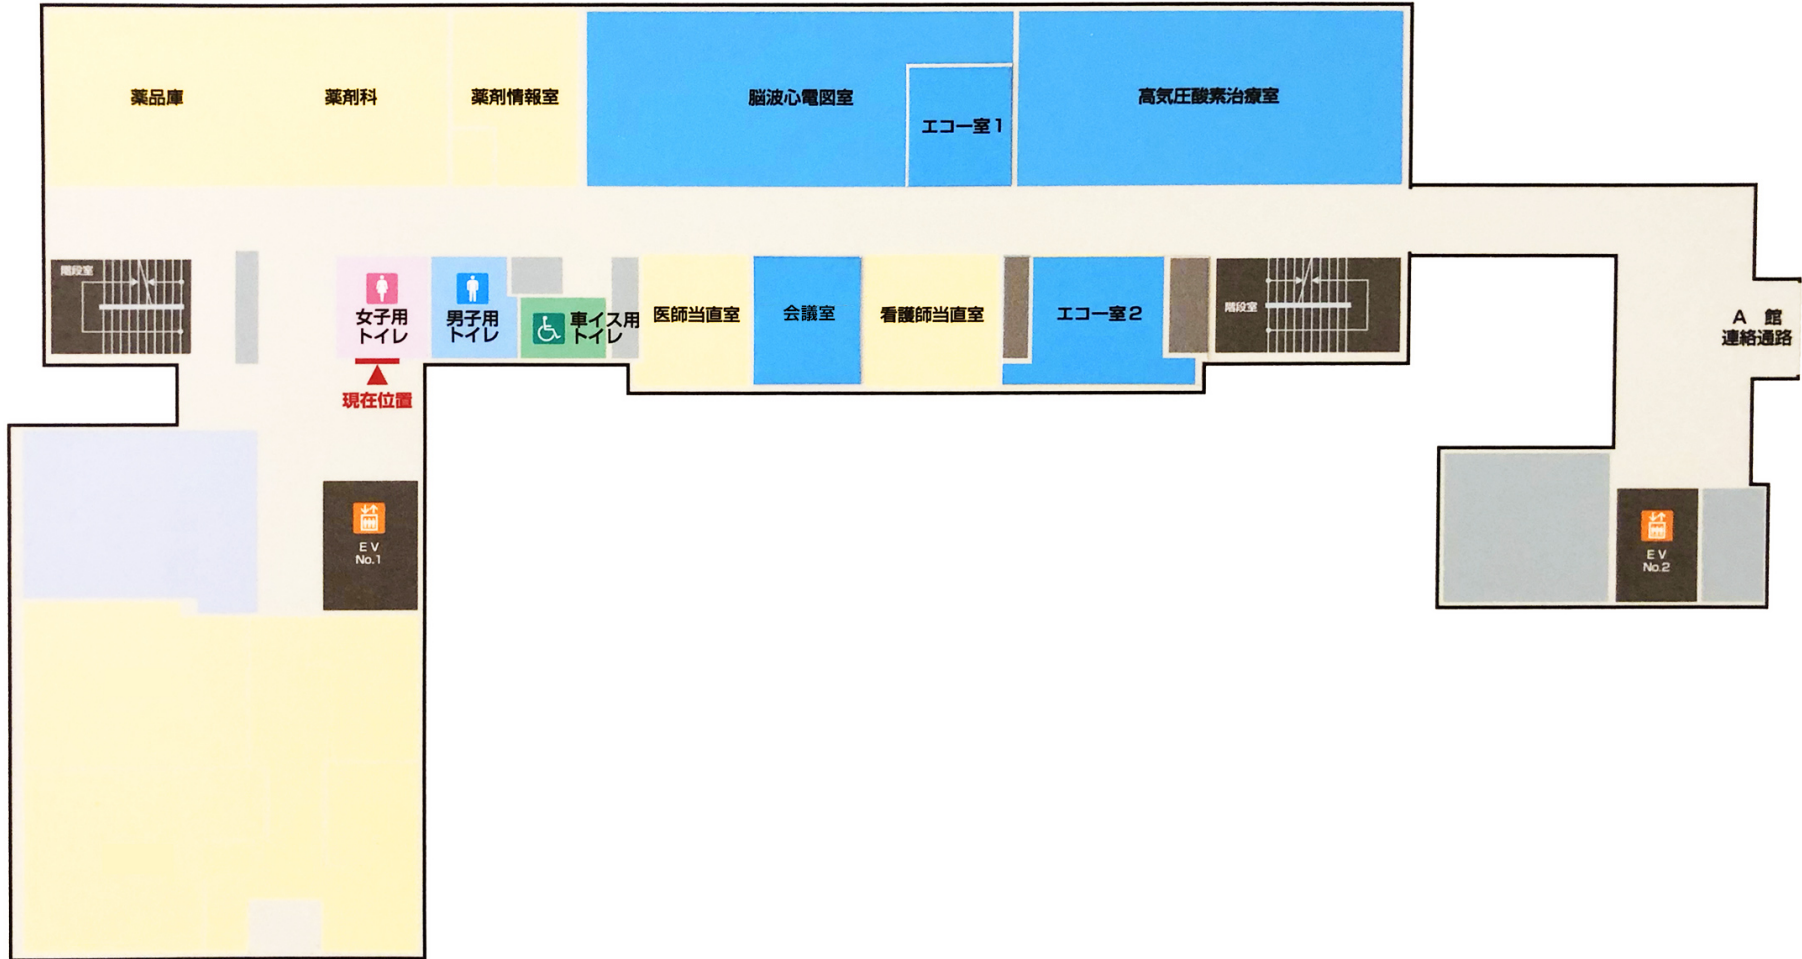 薬品庫
薬剤科
薬剤情報室
脳波心電図室
エコー室1
高気圧酸素治療室
階段室
女子用
トイレ
男子用
トイレ
車イス用
トイレ
医師当直室
会議室
看護師当直室
エコー室2
階段室
A 館
連絡通路
現在位置
EV
No.1
EV
No.2